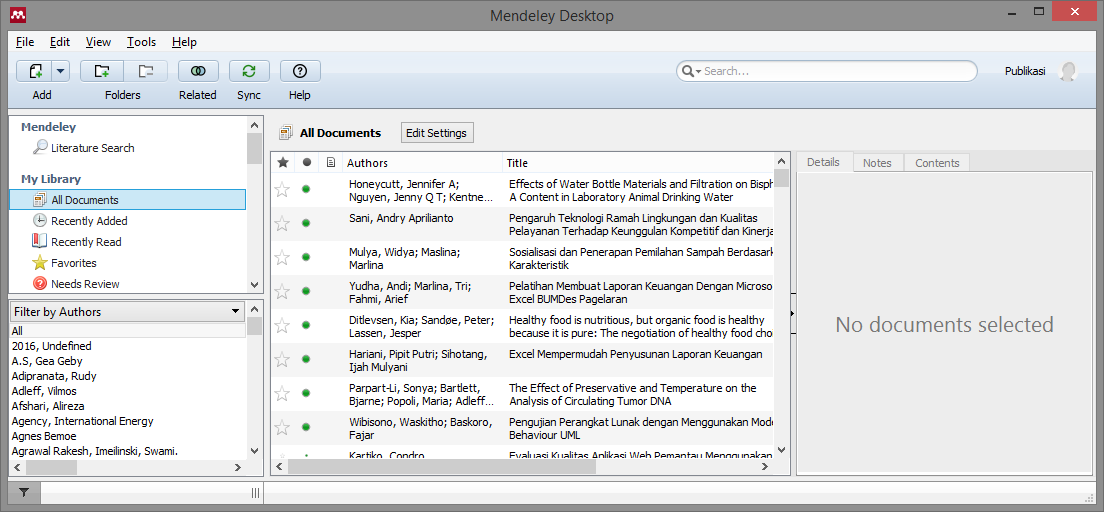 Mendeley Desktop
File Edit View Tools Help
Search...
Publikasi
Add Folders Related Sync Help
Mendeley
Literature Search
My Library
All Documents
Recently Added
Recently Read
Favorites
Needs Review
Filter by Authors
All
2016, Undefined
A.S, Gea Geby
Adipranata, Rudy
Adleff, Vilmos
Afshari, Alireza
Agency, International Energy
Agnes Bemoe
Agrawal Rakesh, Imeilinski, Swami.
All Documents Edit Settings
Authors Title
Honeycutt, Jennifer A; Effects of Water Bottle Materials and Filtration on Bisph
Nguyen, Jenny Q T; Kentne... A Content in Laboratory Animal Drinking Water
Sani, Andry Aprilianto Pengaruh Teknologi Ramah Lingkungan dan Kualitas
Pelayanan Terhadap Keunggulan Kompetitif dan Kinerja
Mulya, Widya; Maslina; Sosialisasi dan Penerapan Pemilahan Sampah Berdasark
Marlina Karakteristik
Yudha, Andi; Marlina, Tri; Pelatihan Membuat Laporan Keuangan Dengan Microso
Fahmi, Arief Excel BUMDes Pagelaran
Ditlevsen, Kia; Sandøe, Peter; Healthy food is nutritious, but organic food is healthy
Lassen, Jesper because it is pure: The negotiation of healthy food choi
Hariani, Pipit Putri; Sihotang, Excel Mempermudah Penyusunan Laporan Keuangan
Ijah Mulyani
Parpart-Li, Sonya; Bartlett, The Effect of Preservative and Temperature on the
Bjarne; Popoli, Maria; Adleff... Analysis of Circulating Tumor DNA
Wibisono, Waskitho; Baskoro, Pengujian Perangkat Lunak dengan Menggunakan Mode
Fajar Behaviour UML
Kartiko, Condro Evaluasi Kualitas Aplikasi Web Pemantau Menggunakan
Details Notes Contents
No documents selected